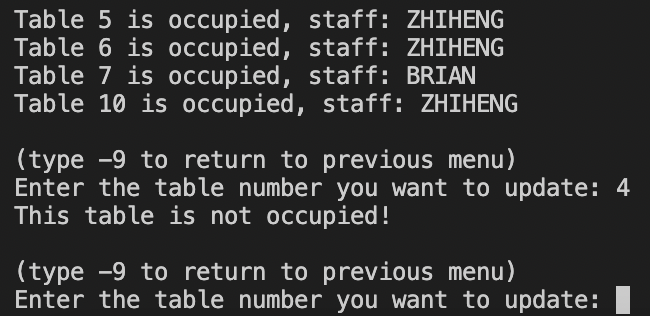 Table 5 is occupied, staff: ZHIHENG
Table 6 is occupied, staff: ZHIHENG
Table 7 is occupied, staff: BRIAN
Table 10 is occupied, staff: ZHIHENG
(type -9 to return to previous menu)
Enter the table number you want to update: 4
This table is not occupied!
(type -9 to return to previous menu)
Enter the table number you want to update: